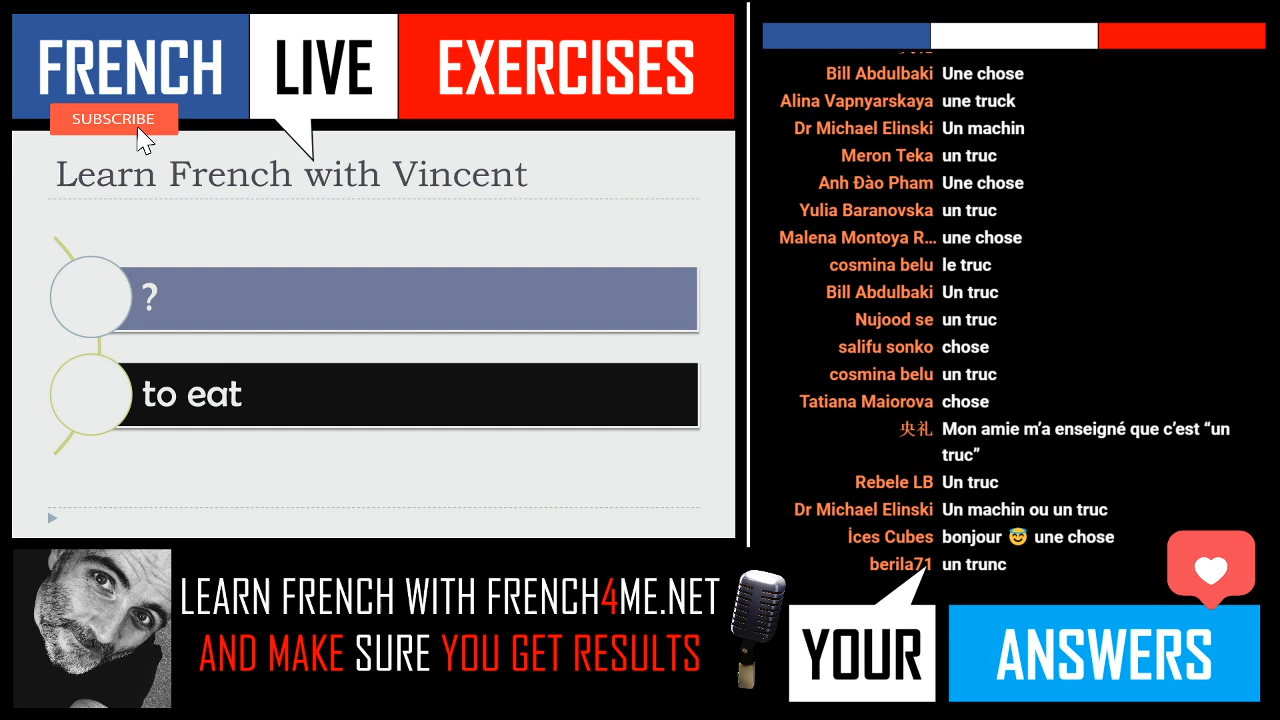 FRENCH LIVE EXERCISES
SUBSCRIBE
Learn French with Vincent
?
to eat
LEARN FRENCH WITH FRENCH4ME.NET
AND MAKE SURE YOU GET RESULTS
Bill Abdulbaki Une chose
Alina Vapnyarskaya une truck
Dr Michael Elinski Un machin
Meron Teka un truc
Anh Đào Pham Une chose
Yulia Baranovska un truc
Malena Montoya R... une chose
cosmina belu le truc
Bill Abdulbaki Un truc
Nujood se un truc
salifu sonko chose
cosmina belu un truc
Tatiana Maiorova chose
央礼 Mon amie m’a enseigné que c’est “un
truc”
Rebele LB Un truc
Dr Michael Elinski Un machin ou un truc
İces Cubes bonjour 😇 une chose
berila71 un trunc
YOUR ANSWERS